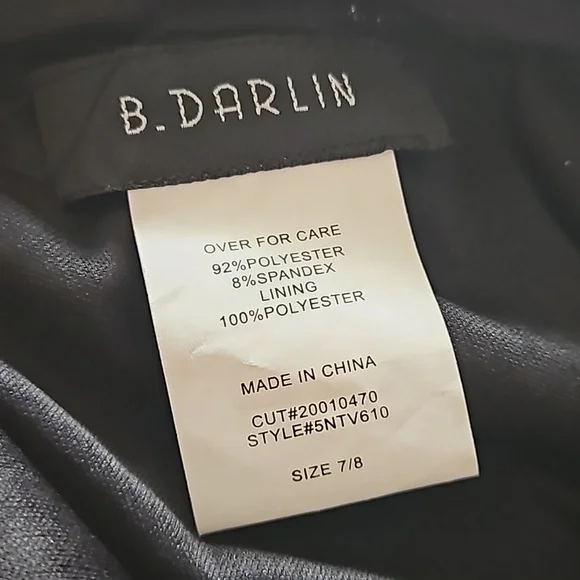 B. DARLIN
OVER FOR CARE
92%POLYESTER
8%SPANDEX
LINING
100%POLYESTER
MADE IN CHINA
CUT#20010470
STYLE#5NTV610
SIZE 7/8